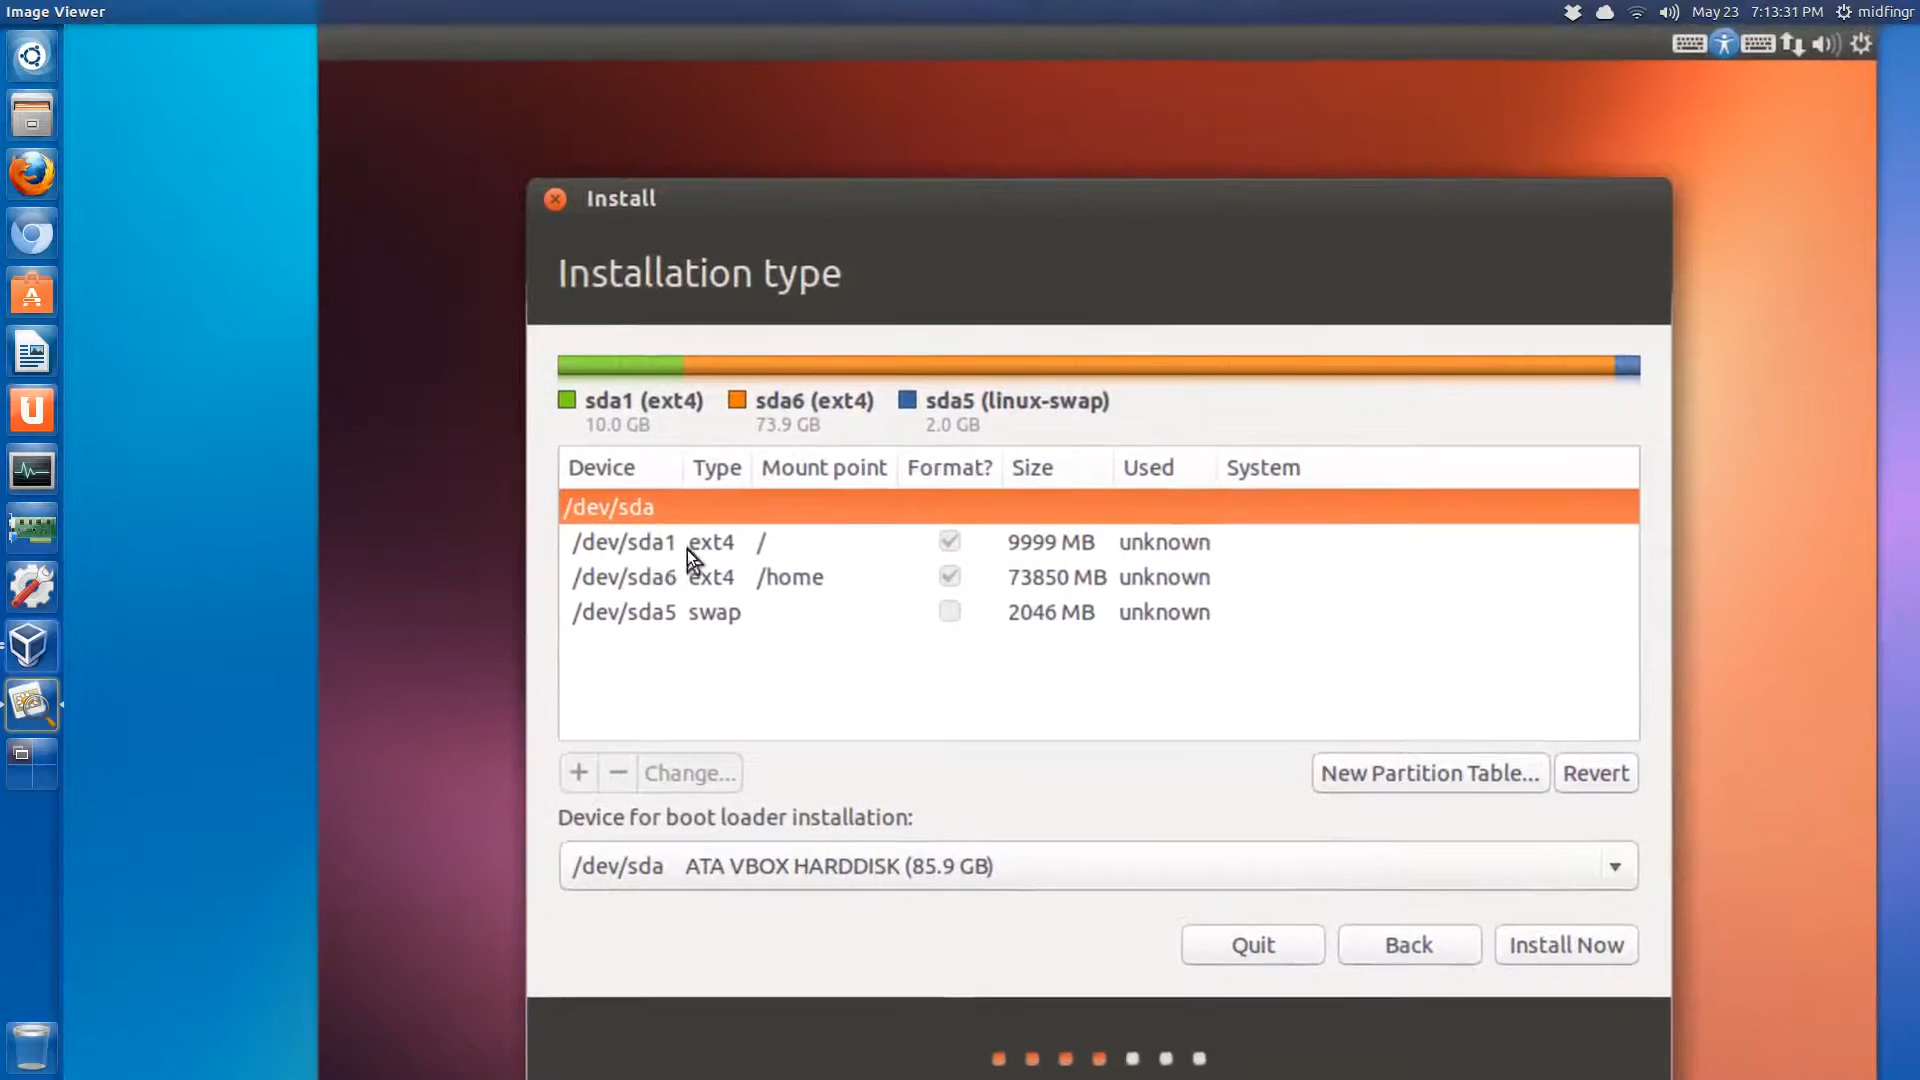 Image Viewer
May 23 7:13:31 PM midfingr
Install
Installation type
sda1 (ext4) sda6 (ext4) sda5 (linux-swap)
10.0 GB 73.9 GB 2.0 GB
Device Type Mount point Format? Size Used System
/dev/sda
/dev/sda1 ext4 / 9999 MB unknown
/dev/sda6 ext4 /home 73850 MB unknown
/dev/sda5 swap 2046 MB unknown
+ − Change... New Partition Table... Revert
Device for boot loader installation:
/dev/sda ATA VBOX HARDDISK (85.9 GB)
Quit Back Install Now